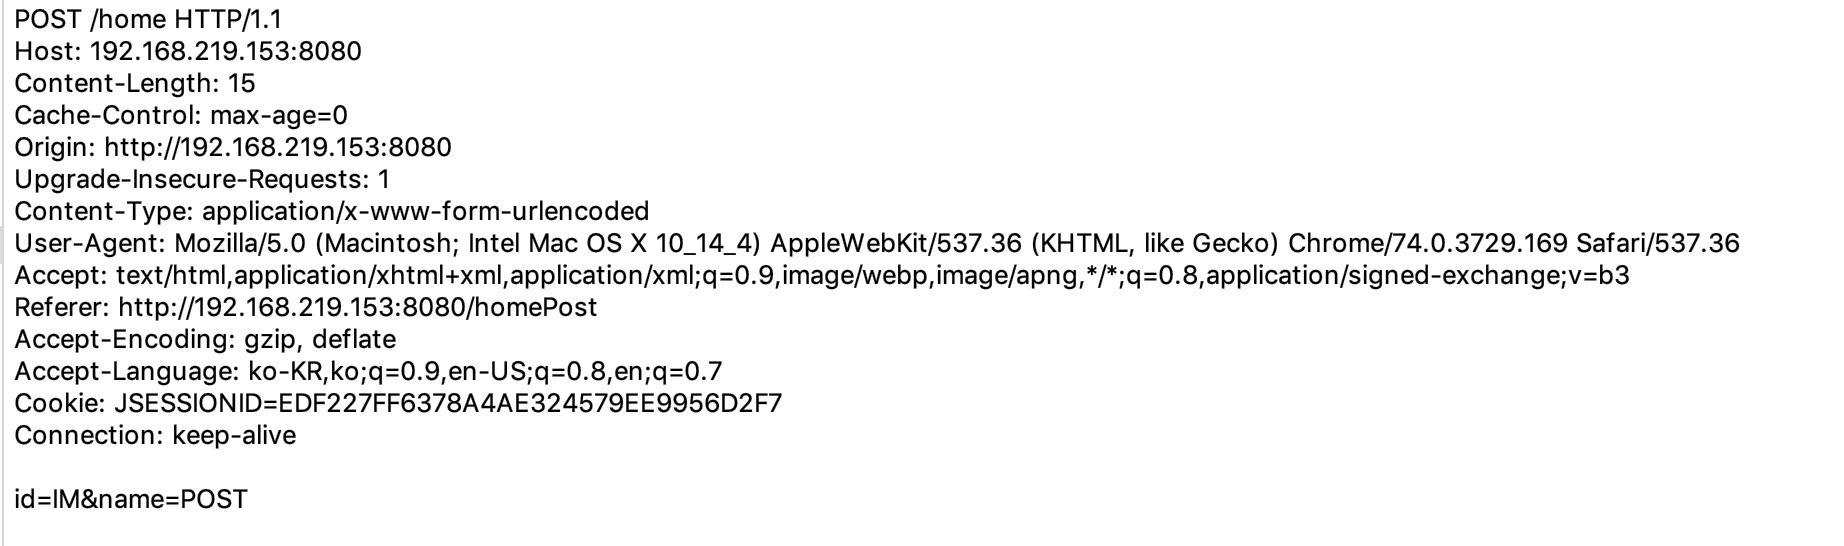 POST /home HTTP/1.1
Host: 192.168.219.153:8080
Content-Length: 15
Cache-Control: max-age=0
Origin: http://192.168.219.153:8080
Upgrade-Insecure-Requests: 1
Content-Type: application/x-www-form-urlencoded
User-Agent: Mozilla/5.0 (Macintosh; Intel Mac OS X 10_14_4) AppleWebKit/537.36 (KHTML, like Gecko) Chrome/74.0.3729.169 Safari/537.36
Accept: text/html,application/xhtml+xml,application/xml;q=0.9,image/webp,image/apng,*/*;q=0.8,application/signed-exchange;v=b3
Referer: http://192.168.219.153:8080/homePost
Accept-Encoding: gzip, deflate
Accept-Language: ko-KR,ko;q=0.9,en-US;q=0.8,en;q=0.7
Cookie: JSESSIONID=EDF227FF6378A4AE324579EE9956D2F7
Connection: keep-alive
id=IM&name=POST